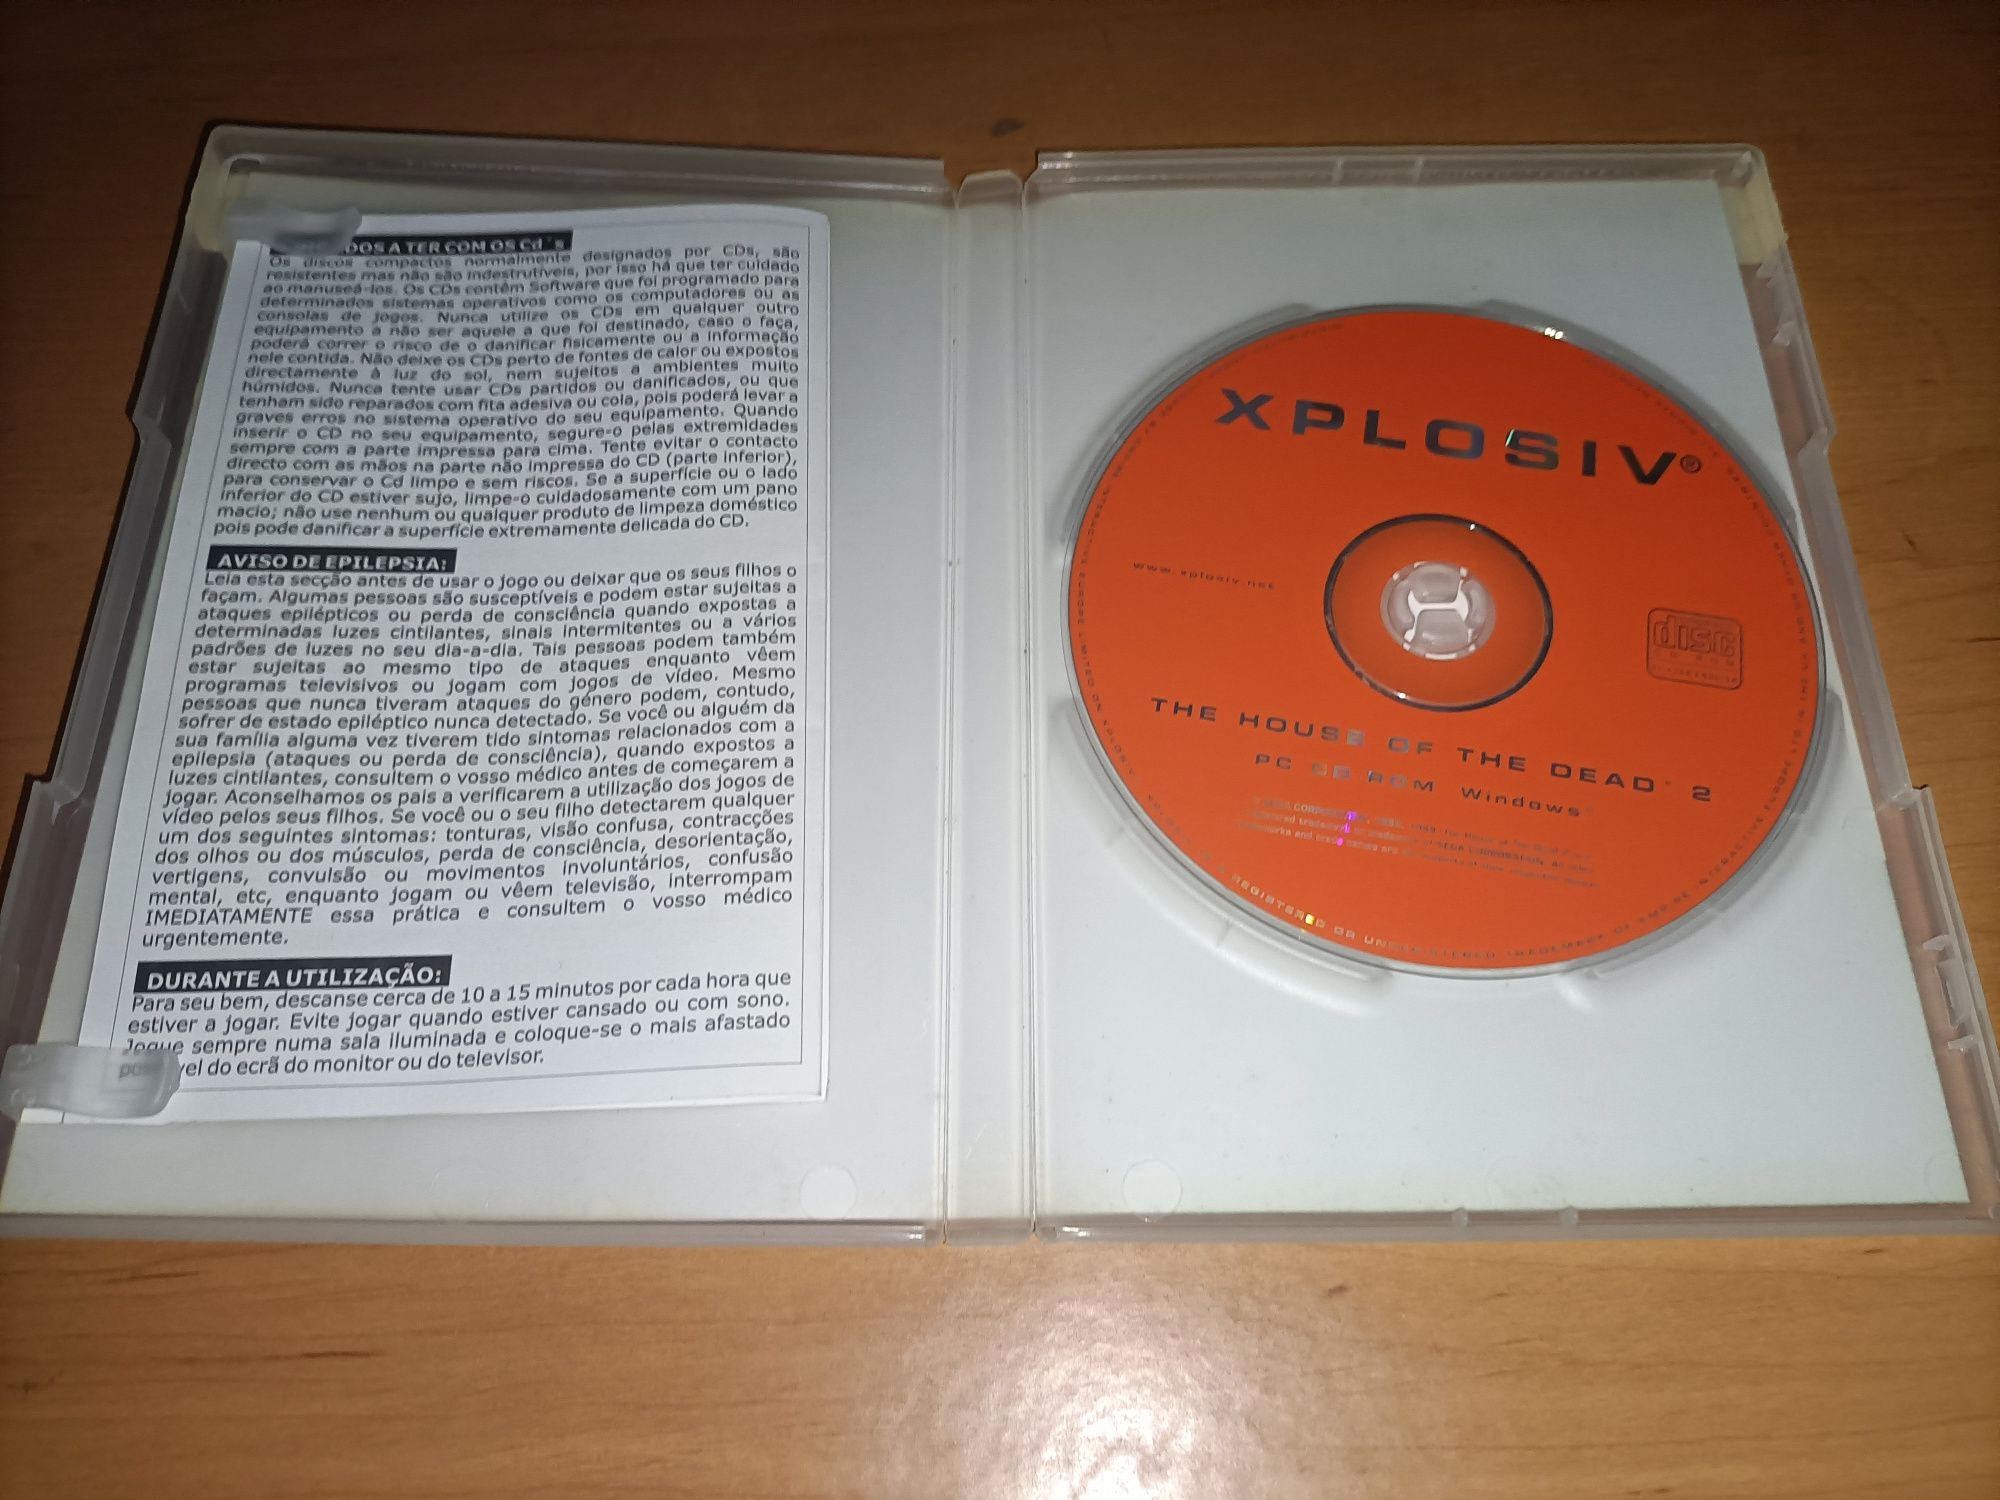 DOS A TER COM OS Cd´s
Os discos compactos normalmente designados por CDs, são
resistentes mas não são indestrutíveis, por isso há que ter cuidado
ao manuseá-los. Os CDs contêm Software que foi programado para
determinados sistemas operativos como os computadores ou as
consolas de jogos. Nunca utilize os CDs em qualquer outro
equipamento a não ser aquele a que foi destinado, caso o faça,
poderá correr o risco de o danificar fisicamente ou a informação
nele contida. Não deixe os CDs perto de fontes de calor ou expostos
directamente à luz do sol, nem sujeitos a ambientes muito
húmidos. Nunca tente usar CDs partidos ou danificados, ou que
tenham sido reparados com fita adesiva ou cola, pois poderá levar a
graves erros no sistema operativo do seu equipamento. Quando
inserir o CD no seu equipamento, segure-o pelas extremidades
sempre com a parte impressa para cima. Tente evitar o contacto
directo com as mãos na parte não impressa do CD (parte inferior),
para conservar o Cd limpo e sem riscos. Se a superfície ou o lado
inferior do CD estiver sujo, limpe-o cuidadosamente com um pano
macio; não use nenhum ou qualquer produto de limpeza doméstico
pois pode danificar a superfície extremamente delicada do CD.
AVISO DE EPILEPSIA:
Leia esta secção antes de usar o jogo ou deixar que os seus filhos o
façam. Algumas pessoas são susceptíveis e podem estar sujeitas a
ataques epilépticos ou perda de consciência quando expostas a
determinadas luzes cintilantes, sinais intermitentes ou a vários
padrões de luzes no seu dia-a-dia. Tais pessoas podem também
estar sujeitas ao mesmo tipo de ataques enquanto vêem
programas televisivos ou jogam com jogos de vídeo. Mesmo
pessoas que nunca tiveram ataques do género podem, contudo,
sofrer de estado epiléptico nunca detectado. Se você ou alguém da
sua família alguma vez tiverem tido sintomas relacionados com a
epilepsia (ataques ou perda de consciência), quando expostos a
luzes cintilantes, consultem o vosso médico antes de começarem a
jogar. Aconselhamos os pais a verificarem a utilização dos jogos de
vídeo pelos seus filhos. Se você ou o seu filho detectarem qualquer
um dos seguintes sintomas: tonturas, visão confusa, contracções
dos olhos ou dos músculos, perda de consciência, desorientação,
vertigens, convulsão ou movimentos involuntários, confusão
mental, etc, enquanto jogam ou vêem televisão, interrompam
IMEDIATAMENTE essa prática e consultem o vosso médico
urgentemente.
DURANTE A UTILIZAÇÃO:
Para seu bem, descanse cerca de 10 a 15 minutos por cada hora que
estiver a jogar. Evite jogar quando estiver cansado ou com sono.
Jogue sempre numa sala iluminada e coloque-se o mais afastado
possível do ecrã do monitor ou do televisor.
XPLOSIV®
www.xplosiv.net
disc
THE HOUSE OF THE DEAD 2
PC CD-ROM Windows
REGISTERED OR UNREGISTERED TRADEMARK OF EMPIRE INTERACTIVE EUROPE